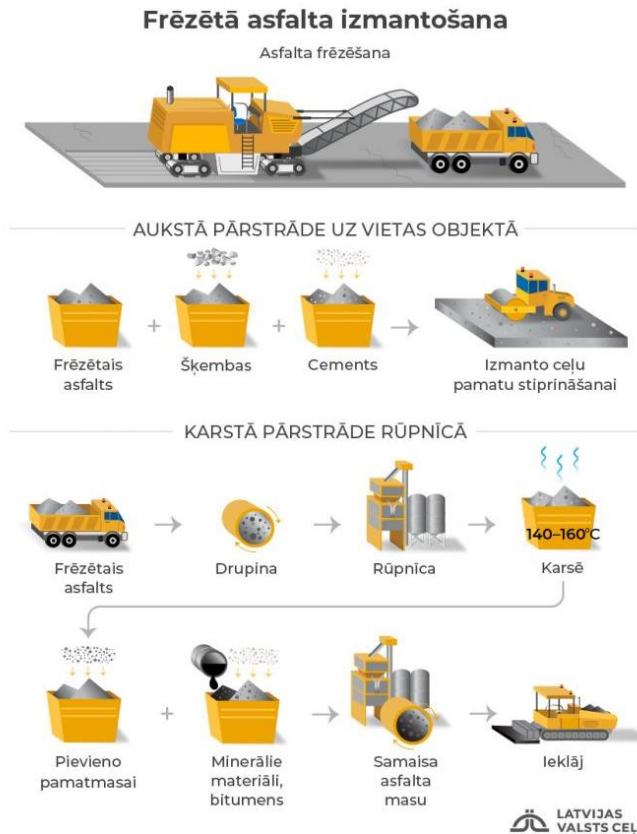 Frēzētā asfalta izmantošana
Asfalta frēzēšana
AUKSTĀ PĀRSTRĀDE UZ VIETAS OBJEKTĀ
Frēzētais
asfalts
+
Šķembas
+
Cements
Izmanto ceļu
pamatu stiprināšanai
KARSTĀ PĀRSTRĀDE RŪPNĪCĀ
Frēzētais
asfalts
Drupina
Rūpnīca
140–160°C
Karsē
Pievieno
pamatmasai
+
Minerālie
materiāli,
bitumens
Samaisa
asfalta
masu
Ieklāj
LATVIJAS
VALSTS CEĻ